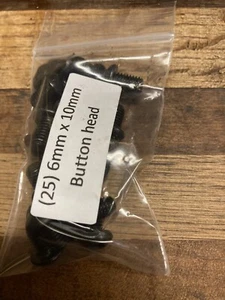 (25) 6mm x 10mm
Button head